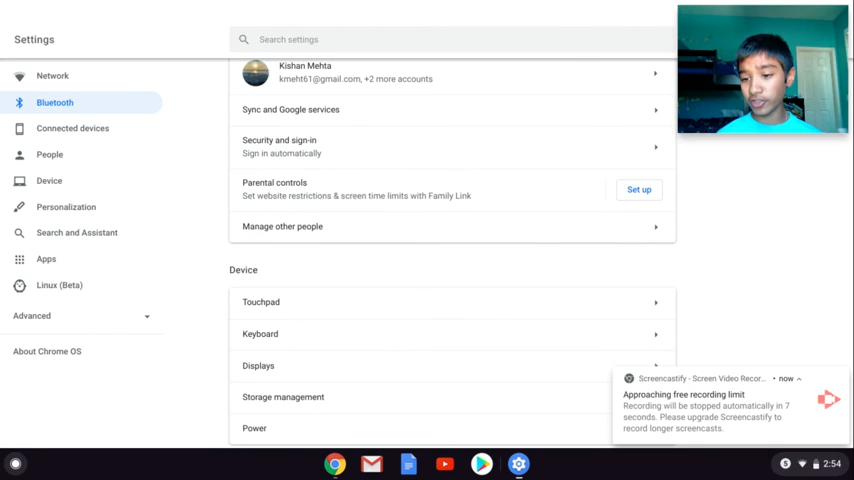 Settings
Search settings
Network
Bluetooth
Connected devices
People
Device
Personalization
Search and Assistant
Apps
Linux (Beta)
Advanced
About Chrome OS
Kishan Mehta
kmeht61@gmail.com, +2 more accounts
Sync and Google services
Security and sign-in
Sign in automatically
Parental controls
Set website restrictions & screen time limits with Family Link
Set up
Manage other people
Device
Touchpad
Keyboard
Displays
Storage management
Power
Screencastify - Screen Video Recor... • now
Approaching free recording limit
Recording will be stopped automatically in 7
seconds. Please upgrade Screencastify to
record longer screencasts.
5
2:54